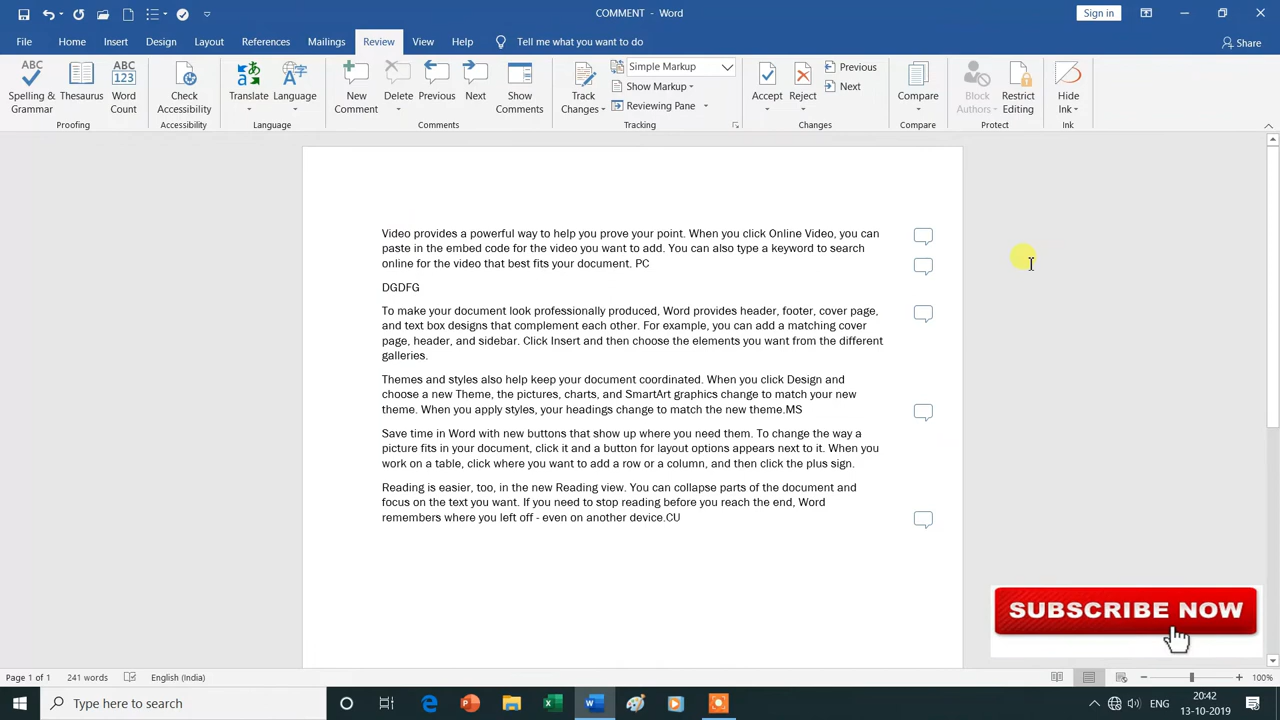 COMMENT - Word
Sign in
File Home Insert Design Layout References Mailings Review View Help Tell me what you want to do
Share
ABC
Spelling & Grammar
Thesaurus
ABC
123
Word Count
Proofing
Check Accessibility
Accessibility
Translate
Language
Language
New Comment
Delete
Previous
Next
Show Comments
Comments
Track Changes
Simple Markup
Show Markup
Reviewing Pane
Tracking
Accept
Reject
Previous
Next
Changes
Compare
Compare
Block Authors
Restrict Editing
Protect
Hide Ink
Ink
Video provides a powerful way to help you prove your point. When you click Online Video, you can
paste in the embed code for the video you want to add. You can also type a keyword to search
online for the video that best fits your document. PC
DGDFG
To make your document look professionally produced, Word provides header, footer, cover page,
and text box designs that complement each other. For example, you can add a matching cover
page, header, and sidebar. Click Insert and then choose the elements you want from the different
galleries.
Themes and styles also help keep your document coordinated. When you click Design and
choose a new Theme, the pictures, charts, and SmartArt graphics change to match your new
theme. When you apply styles, your headings change to match the new theme.MS
Save time in Word with new buttons that show up where you need them. To change the way a
picture fits in your document, click it and a button for layout options appears next to it. When you
work on a table, click where you want to add a row or a column, and then click the plus sign.
Reading is easier, too, in the new Reading view. You can collapse parts of the document and
focus on the text you want. If you need to stop reading before you reach the end, Word
remembers where you left off - even on another device.CU
SUBSCRIBE NOW
Page 1 of 1 241 words English (India) 100%
Type here to search
ENG
20:42
13-10-2019